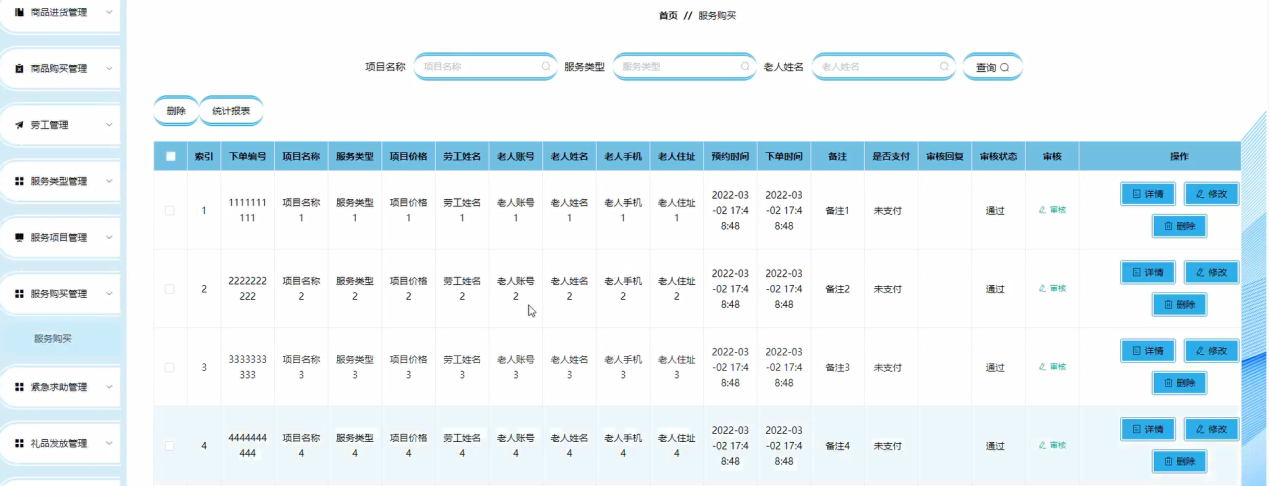 商品进货管理
商品购买管理
劳工管理
服务类型管理
服务项目管理
服务购买管理
服务购买
紧急求助管理
礼品发放管理
首页 // 服务购买
项目名称 项目名称 服务类型 服务类型 老人姓名 老人姓名 查询
删除 统计报表
索引 下单编号 项目名称 服务类型 项目价格 劳工姓名 老人账号 老人姓名 老人手机 老人住址 预约时间 下单时间 备注 是否支付 审核回复 审核状态 审核 操作
1 1111111111 项目名称1 服务类型1 项目价格1 劳工姓名1 老人账号1 老人姓名1 老人手机1 老人住址1 2022-03-02 17:48:48 2022-03-02 17:48:48 备注1 未支付 通过 审核 详情 修改 删除
2 2222222222 项目名称2 服务类型2 项目价格2 劳工姓名2 老人账号2 老人姓名2 老人手机2 老人住址2 2022-03-02 17:48:48 2022-03-02 17:48:48 备注2 未支付 通过 审核 详情 修改 删除
3 3333333333 项目名称3 服务类型3 项目价格3 劳工姓名3 老人账号3 老人姓名3 老人手机3 老人住址3 2022-03-02 17:48:48 2022-03-02 17:48:48 备注3 未支付 通过 审核 详情 修改 删除
4 4444444444 项目名称4 服务类型4 项目价格4 劳工姓名4 老人账号4 老人姓名4 老人手机4 老人住址4 2022-03-02 17:48:48 2022-03-02 17:48:48 备注4 未支付 通过 审核 详情 修改 删除